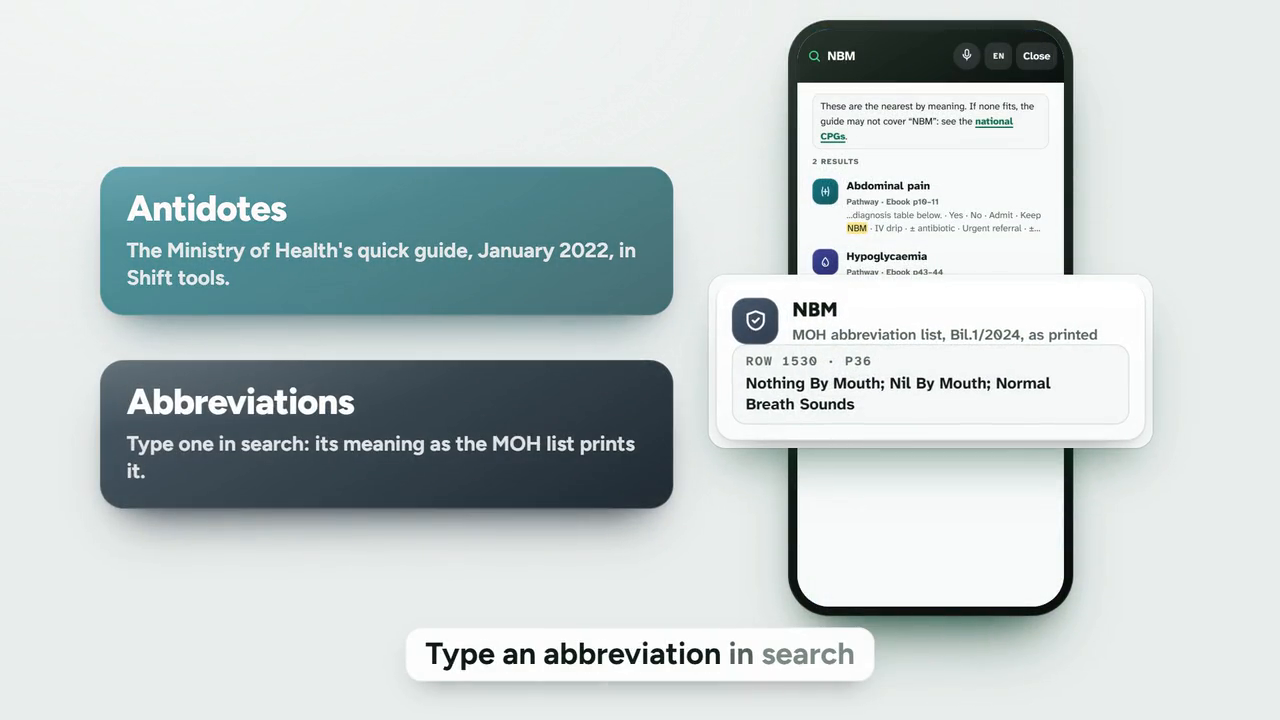 Antidotes
The Ministry of Health's quick guide, January 2022, in
Shift tools.
Abbreviations
Type one in search: its meaning as the MOH list prints
it.
NBM
EN
Close
These are the nearest by meaning. If none fits, the
guide may not cover “NBM”: see the national
CPGs.
2 RESULTS
Abdominal pain
Pathway · Ebook p10–11
...diagnosis table below. · Yes · No · Admit · Keep
NBM · IV drip · ± antibiotic · Urgent referral · ±...
Hypoglycaemia
Pathway · Ebook p43–44
NBM
MOH abbreviation list, Bil.1/2024, as printed
ROW 1530 · P36
Nothing By Mouth; Nil By Mouth; Normal
Breath Sounds
Type an abbreviation in search